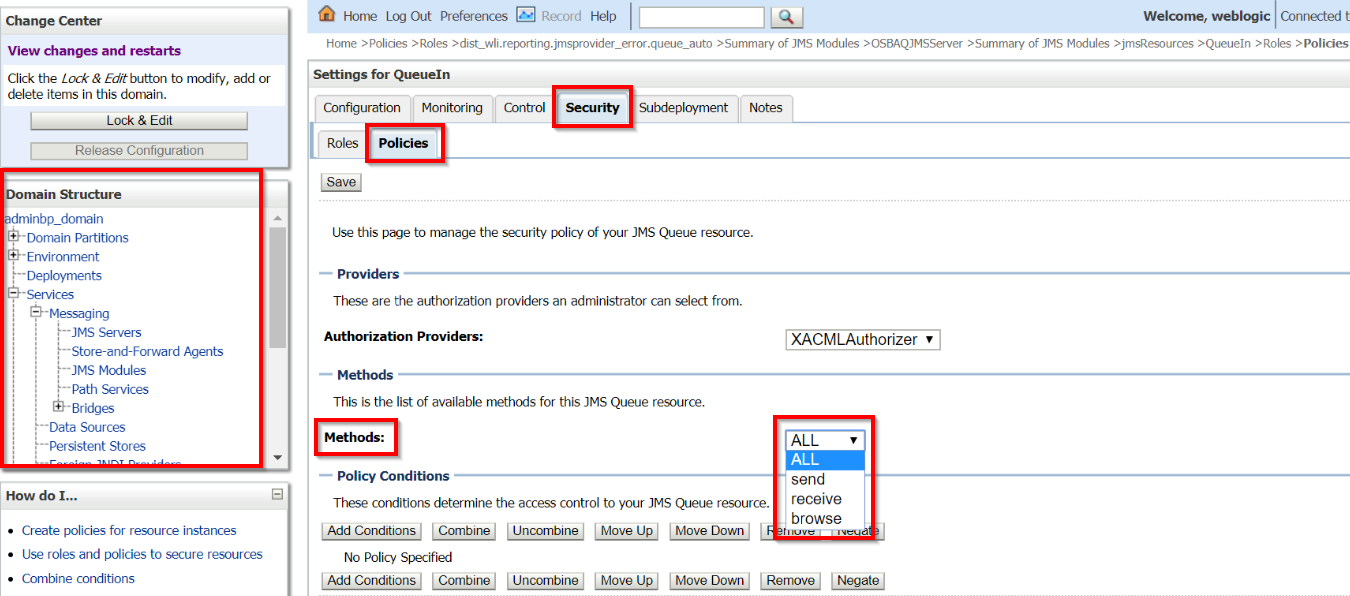 Change Center
View changes and restarts
Click the Lock & Edit button to modify, add or
delete items in this domain.
Lock & Edit
Release Configuration
Domain Structure
adminbp_domain
Domain Partitions
Environment
Deployments
Services
Messaging
JMS Servers
Store-and-Forward Agents
JMS Modules
Path Services
Bridges
Data Sources
Persistent Stores
Foreign JNDI Providers
How do I...
Create policies for resource instances
Use roles and policies to secure resources
Combine conditions
Home Log Out Preferences Record Help
Welcome, weblogic Connected t
Home >Policies >Roles >dist_wli.reporting.jmsprovider_error.queue_auto >Summary of JMS Modules >OSBAQJMSServer >Summary of JMS Modules >jmsResources >QueueIn >Roles >Policies
Settings for QueueIn
Configuration Monitoring Control Security Subdeployment Notes
Roles Policies
Save
Use this page to manage the security policy of your JMS Queue resource.
Providers
These are the authorization providers an administrator can select from.
Authorization Providers: XACMLAuthorizer
Methods
This is the list of available methods for this JMS Queue resource.
Methods: ALL
ALL
send
receive
browse
Policy Conditions
These conditions determine the access control to your JMS Queue resource.
Add Conditions Combine Uncombine Move Up Move Down Remove Negate
No Policy Specified
Add Conditions Combine Uncombine Move Up Move Down Remove Negate